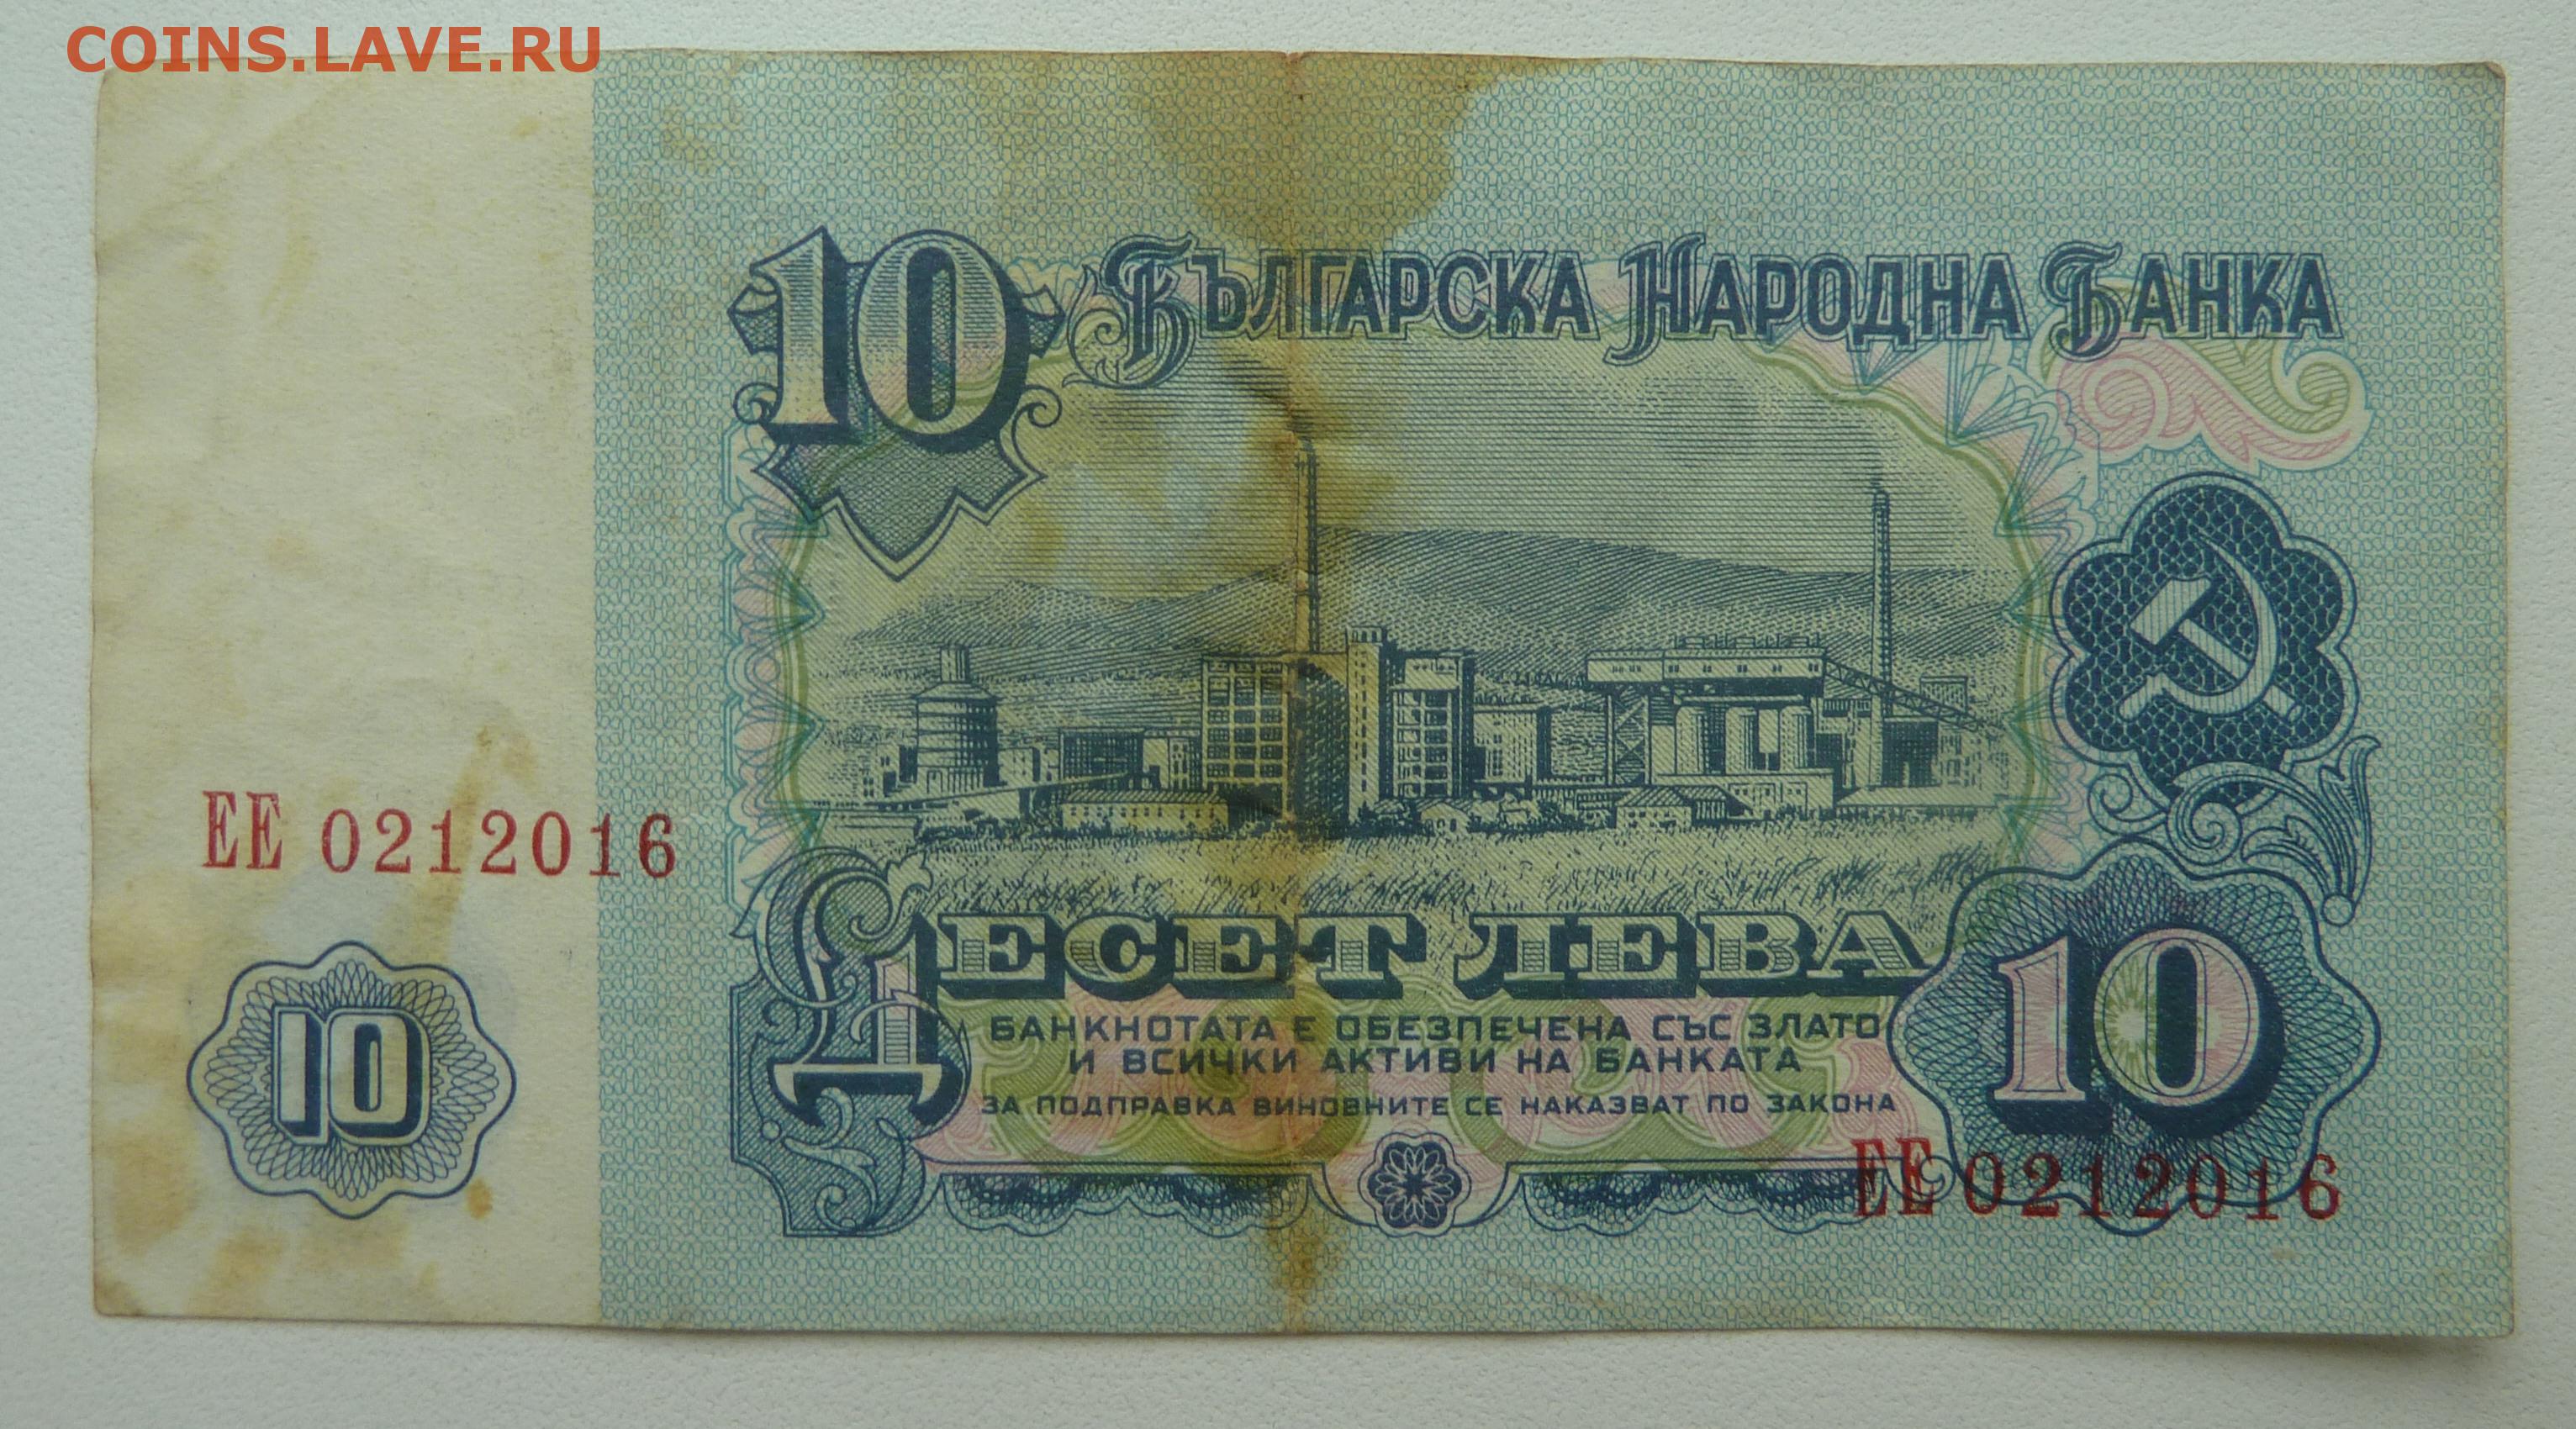 COINS.LAVE.RU
10 БЪЛГАРСКА НАРОДНА БАНКА
ЕЕ 0212016
10
ДЕСЕТ ЛЕВА
БАНКНОТАТА Е ОБЕЗПЕЧЕНА СЪС ЗЛАТО
И ВСИЧКИ АКТИВИ НА БАНКАТА
ЗА ПОДПРАВКА ВИНОВНИТЕ СЕ НАКАЗВАТ ПО ЗАКОНА
10
ЕЕ 0212016